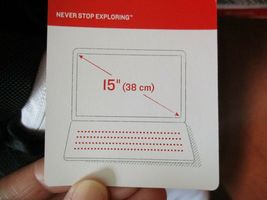 NEVER STOP EXPLORING™
15" (38 cm)